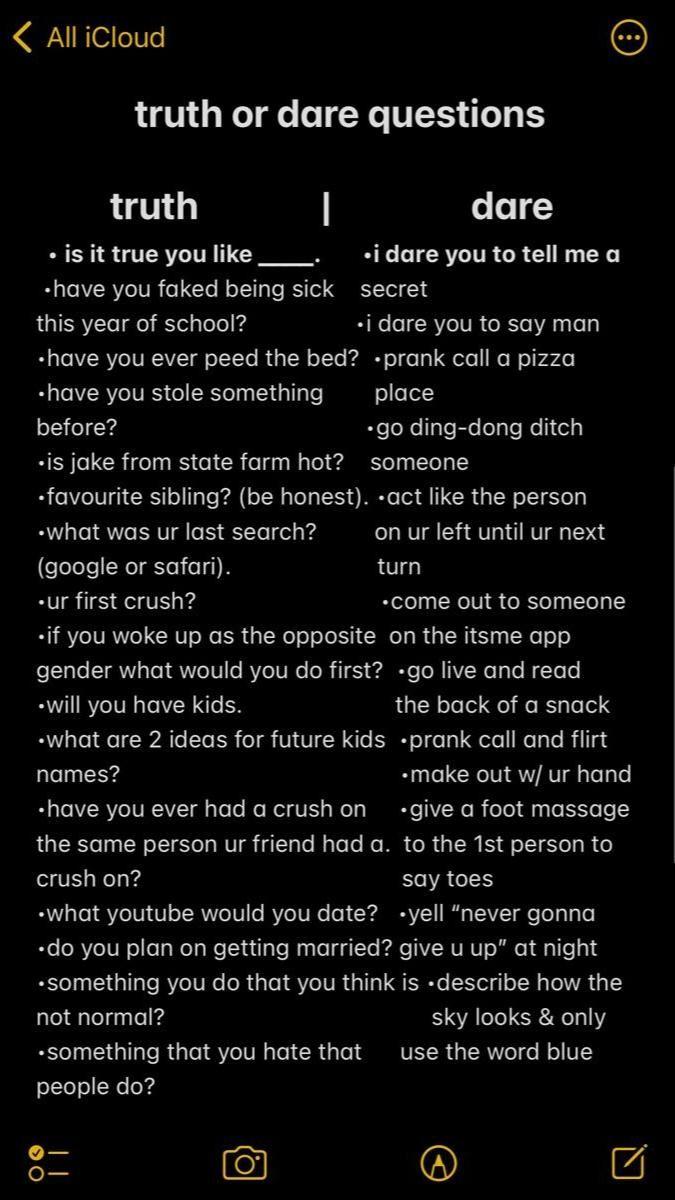 All iCloud
truth or dare questions
truth | dare
• is it true you like _____. •i dare you to tell me a
•have you faked being sick secret
this year of school? •i dare you to say man
•have you ever peed the bed? •prank call a pizza
•have you stole something place
before? •go ding-dong ditch
•is jake from state farm hot? someone
•favourite sibling? (be honest). •act like the person
•what was ur last search? on ur left until ur next
(google or safari). turn
•ur first crush? •come out to someone
•if you woke up as the opposite on the itsme app
gender what would you do first? •go live and read
•will you have kids. the back of a snack
•what are 2 ideas for future kids •prank call and flirt
names? •make out w/ ur hand
•have you ever had a crush on •give a foot massage
the same person ur friend had a. to the 1st person to
crush on? say toes
•what youtube would you date? •yell “never gonna
•do you plan on getting married? give u up” at night
•something you do that you think is •describe how the
not normal? sky looks & only
•something that you hate that use the word blue
people do?